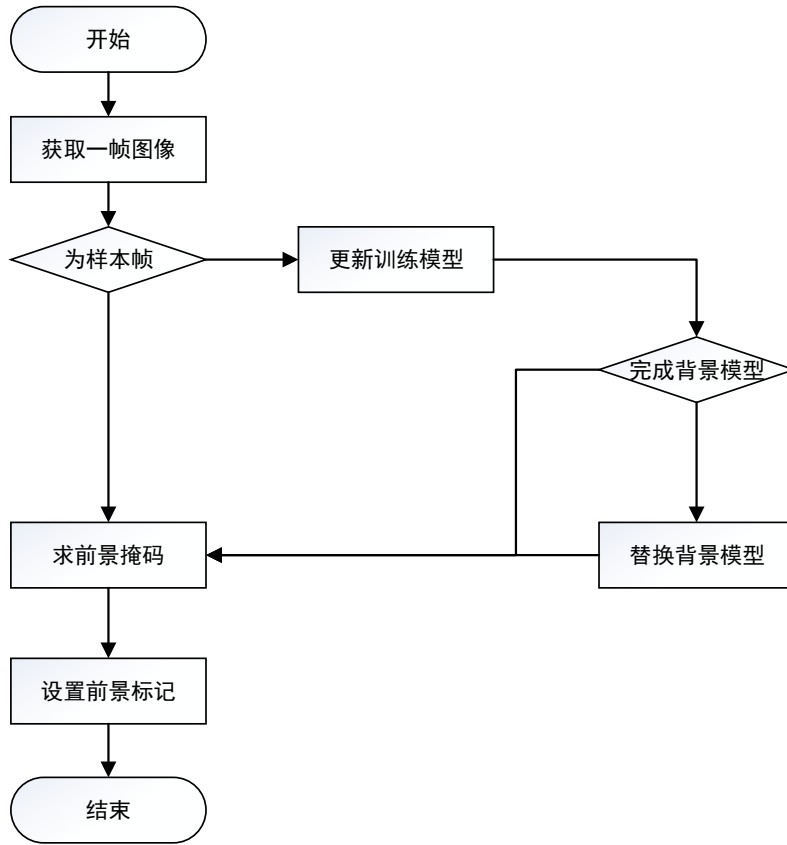 开始
获取一帧图像
为样本帧
更新训练模型
完成背景模型
求前景掩码
替换背景模型
设置前景标记
结束